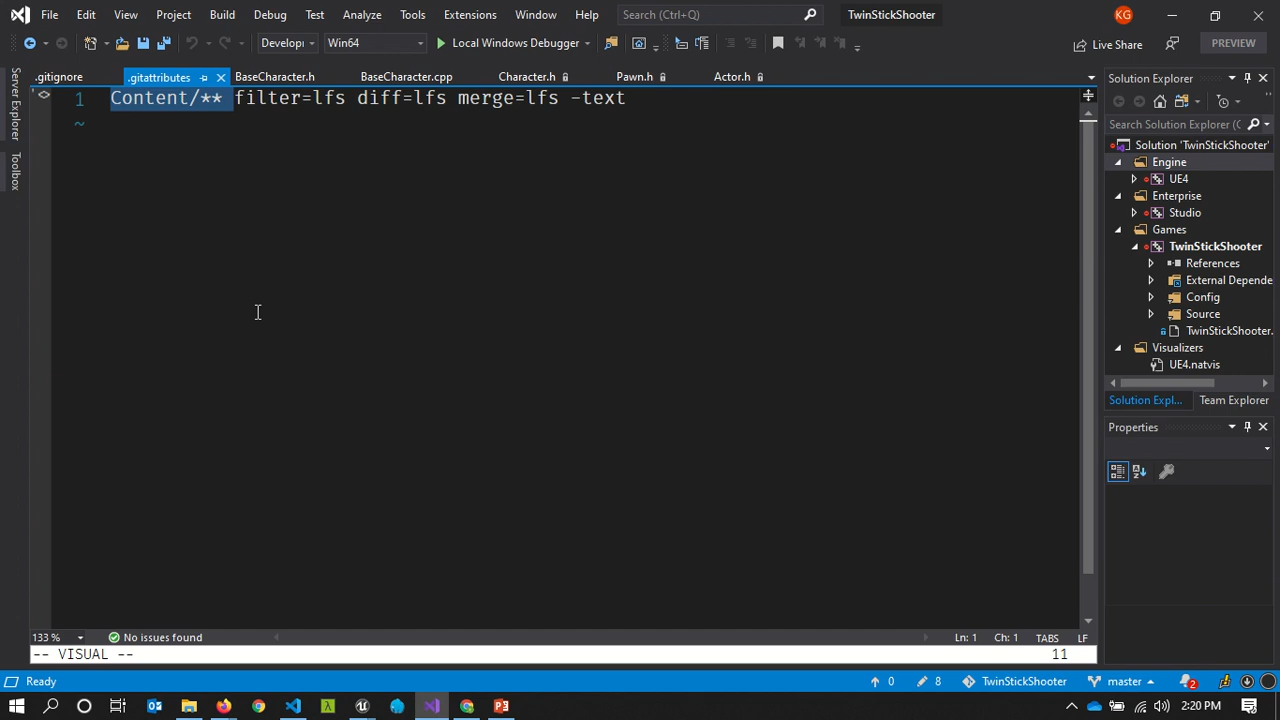 File Edit View Project Build Debug Test Analyze Tools Extensions Window Help Search (Ctrl+Q) TwinStickShooter KG
Develop Win64 Local Windows Debugger Live Share PREVIEW
.gitignore .gitattributes BaseCharacter.h BaseCharacter.cpp Character.h Pawn.h Actor.h
Server Explorer
Toolbox
1 Content/** filter=lfs diff=lfs merge=lfs -text
~
Solution Explorer
Search Solution Explorer (C
Solution 'TwinStickShooter'
Engine
UE4
Enterprise
Studio
Games
TwinStickShooter
References
External Depende
Config
Source
TwinStickShooter.
Visualizers
UE4.natvis
Solution Expl... Team Explorer
Properties
133 % No issues found Ln: 1 Ch: 1 TABS LF
-- VISUAL -- 11
Ready 0 8 TwinStickShooter master 2
2:20 PM